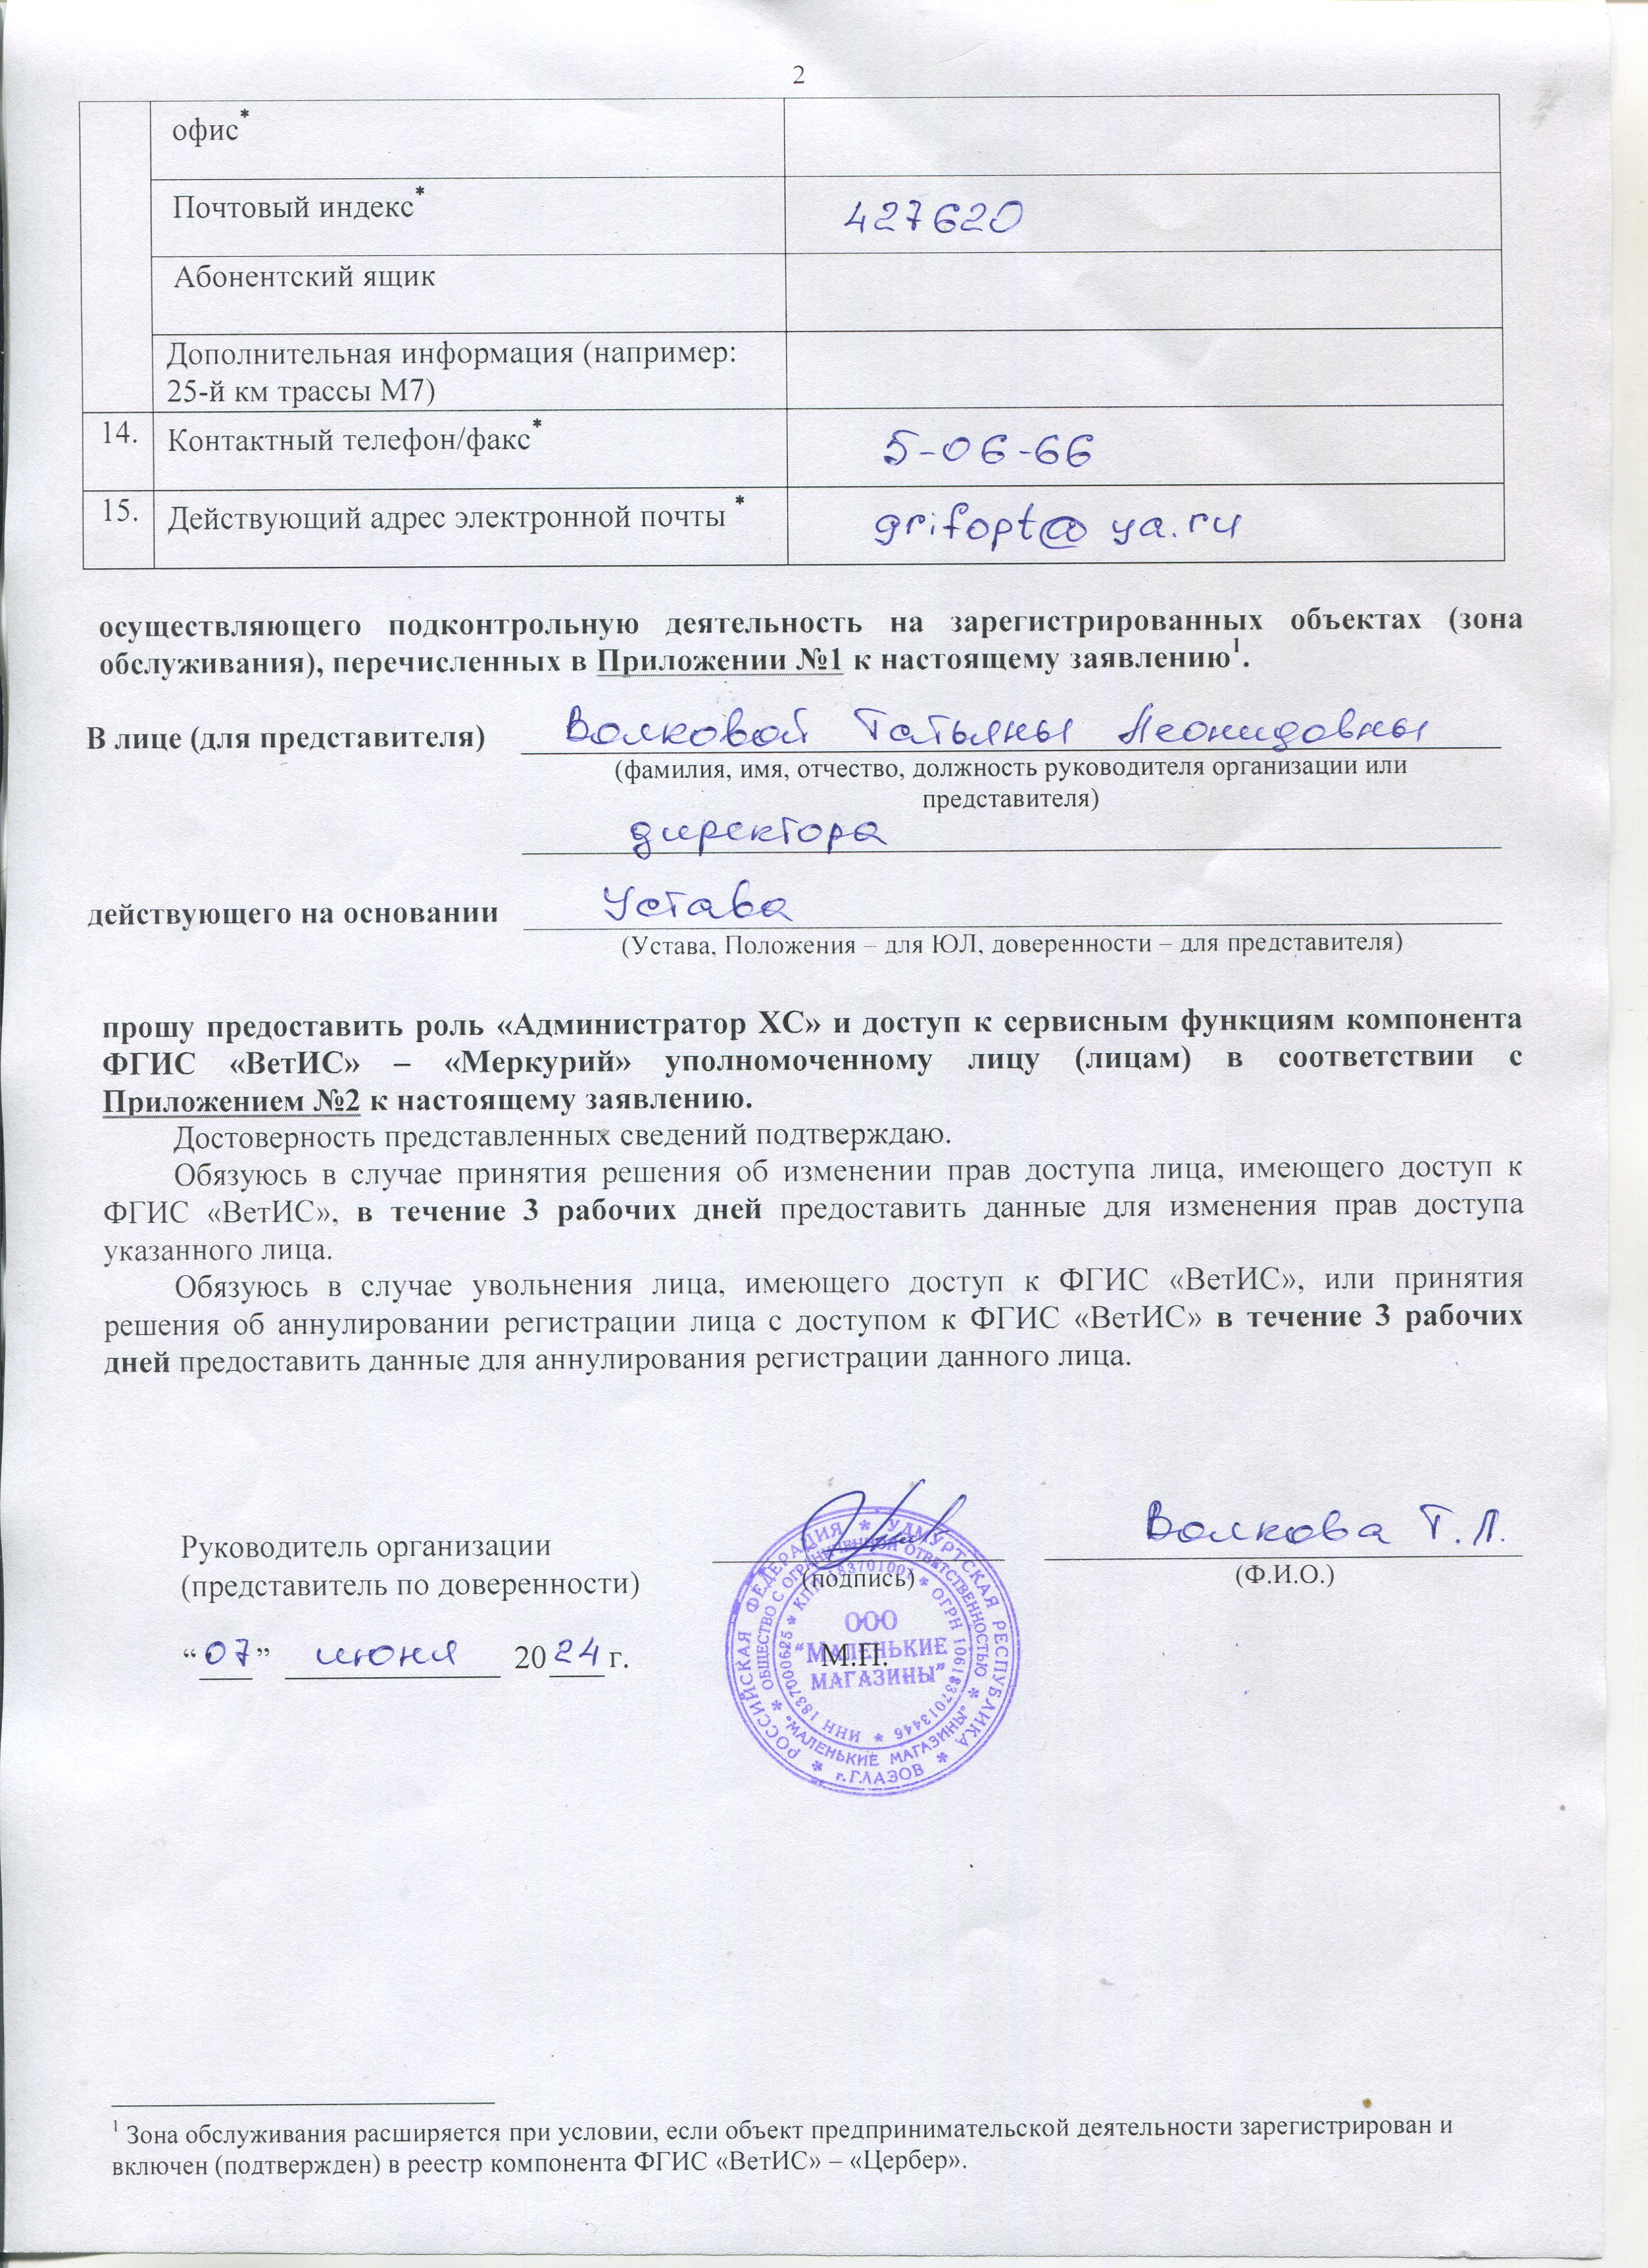 2
офис*
Почтовый индекс* 427620
Абонентский ящик
Дополнительная информация (например:
25-й км трассы М7)
14. Контактный телефон/факс* 5-06-66
15. Действующий адрес электронной почты * grifopt@ya.ru
осуществляющего подконтрольную деятельность на зарегистрированных объектах (зона
обслуживания), перечисленных в Приложении №1 к настоящему заявлению¹.
В лице (для представителя) Волковой Татьяны Леонидовны
(фамилия, имя, отчество, должность руководителя организации или
представителя)
директора
действующего на основании Устава
(Устава, Положения – для ЮЛ, доверенности – для представителя)
прошу предоставить роль «Администратор ХС» и доступ к сервисным функциям компонента
ФГИС «ВетИС» – «Меркурий» уполномоченному лицу (лицам) в соответствии с
Приложением №2 к настоящему заявлению.
Достоверность представленных сведений подтверждаю.
Обязуюсь в случае принятия решения об изменении прав доступа лица, имеющего доступ к
ФГИС «ВетИС», в течение 3 рабочих дней предоставить данные для изменения прав доступа
указанного лица.
Обязуюсь в случае увольнения лица, имеющего доступ к ФГИС «ВетИС», или принятия
решения об аннулировании регистрации лица с доступом к ФГИС «ВетИС» в течение 3 рабочих
дней предоставить данные для аннулирования регистрации данного лица.
Руководитель организации Волкова Т.Л.
(представитель по доверенности) (подпись) (Ф.И.О.)
“07” июня 2024 г. М.П.
РОССИЙСКАЯ ФЕДЕРАЦИЯ * УДМУРТСКАЯ РЕСПУБЛИКА * г.ГЛАЗОВ *
ОБЩЕСТВО С ОГРАНИЧЕННОЙ ОТВЕТСТВЕННОСТЬЮ * "МАЛЕНЬКИЕ МАГАЗИНЫ" *
ИНН 1837000625 * КПП 183701001 * ОГРН 1061837013446 *
ООО
"МАЛЕНЬКИЕ
МАГАЗИНЫ"
¹ Зона обслуживания расширяется при условии, если объект предпринимательской деятельности зарегистрирован и
включен (подтвержден) в реестр компонента ФГИС «ВетИС» – «Цербер».